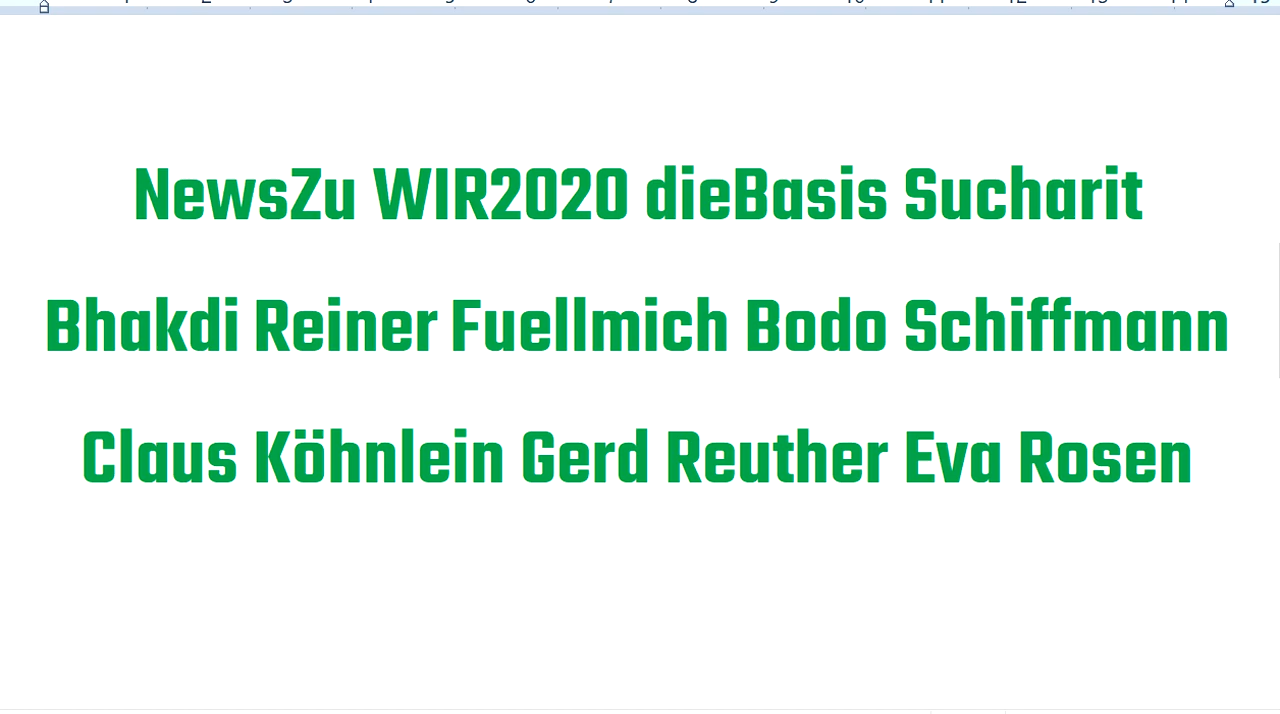 NewsZu WIR2020 dieBasis Sucharit
Bhakdi Reiner Fuellmich Bodo Schiffmann
Claus Köhnlein Gerd Reuther Eva Rosen